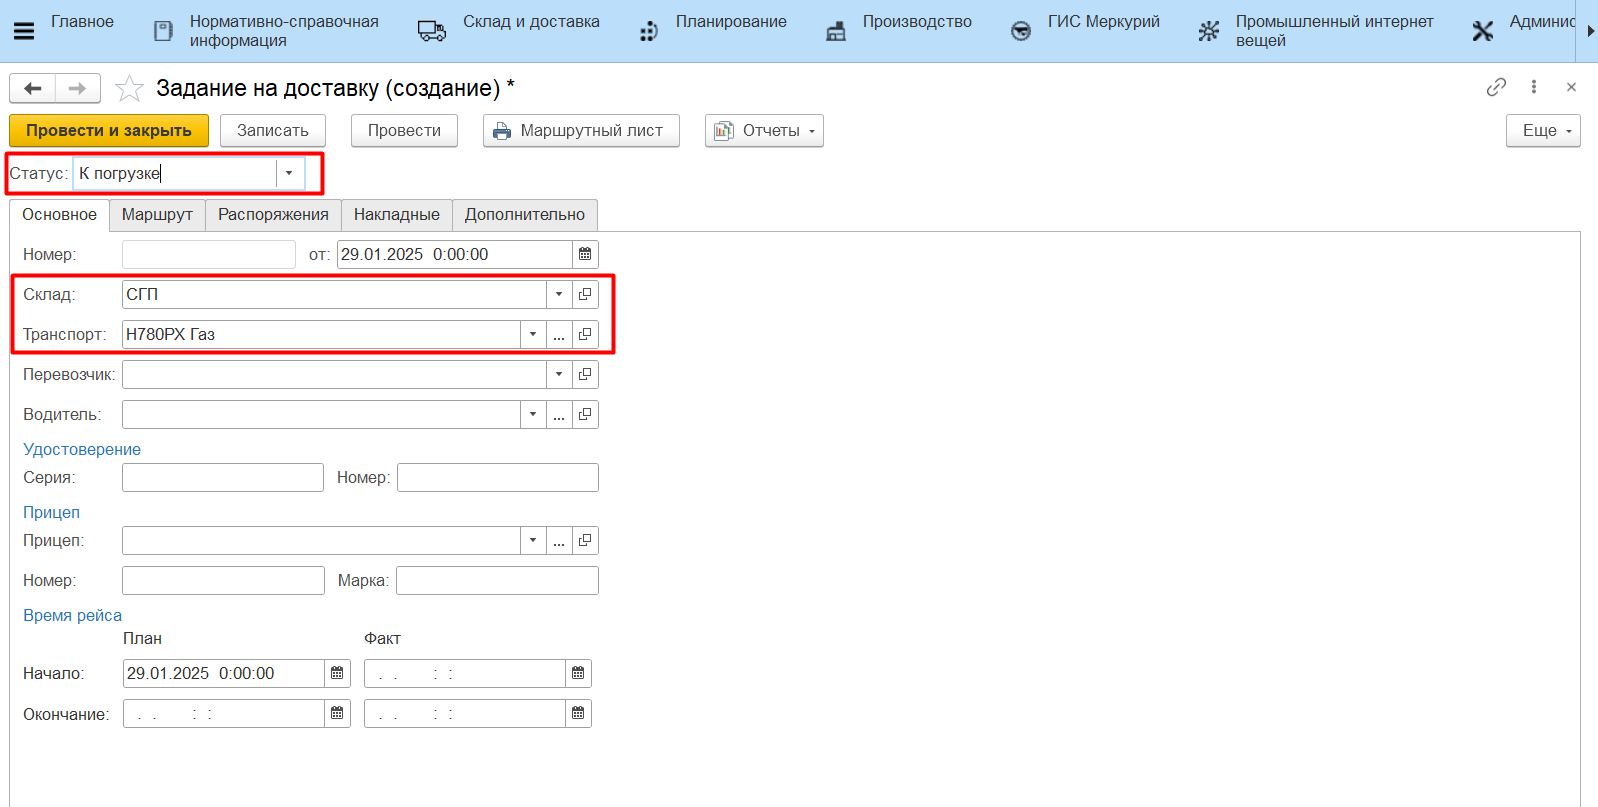 Главное
Нормативно-справочная
информация
Склад и доставка
Планирование
Производство
ГИС Меркурий
Промышленный интернет
вещей
Админис
Задание на доставку (создание) *
Провести и закрыть
Записать
Провести
Маршрутный лист
Отчеты
Еще
Статус: К погрузке
Основное
Маршрут
Распоряжения
Накладные
Дополнительно
Номер:
от: 29.01.2025 0:00:00
Склад: СГП
Транспорт: Н780РХ Газ
...
Перевозчик:
Водитель:
...
Удостоверение
Серия:
Номер:
Прицеп
Прицеп:
...
Номер:
Марка:
Время рейса
План
Факт
Начало: 29.01.2025 0:00:00
. . : :
Окончание: . . : :
. . : :